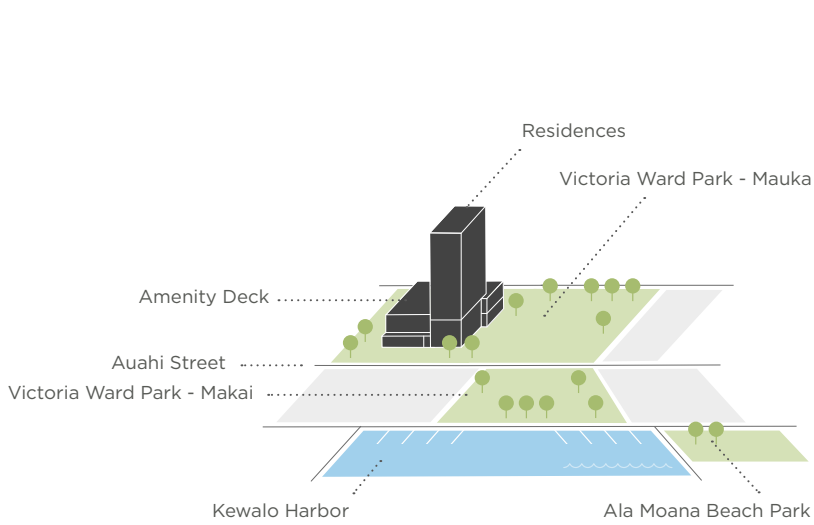 Residences
Victoria Ward Park - Mauka
Amenity Deck
Auahi Street
Victoria Ward Park - Makai
Kewalo Harbor
Ala Moana Beach Park